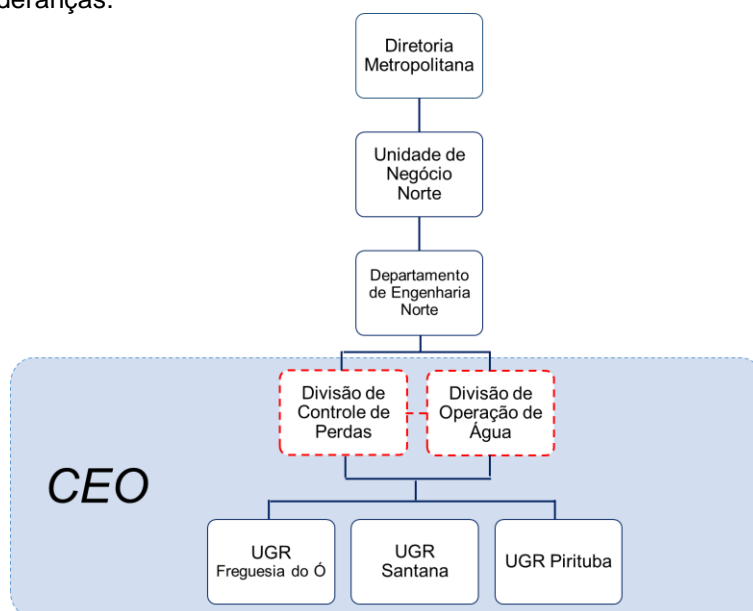 deranças.
Diretoria
Metropolitana
Unidade de
Negócio
Norte
Departamento
de Engenharia
Norte
Divisão de
Controle de
Perdas
Divisão de
Operação de
Água
CEO
UGR
Freguesia do Ó
UGR
Santana
UGR Pirituba